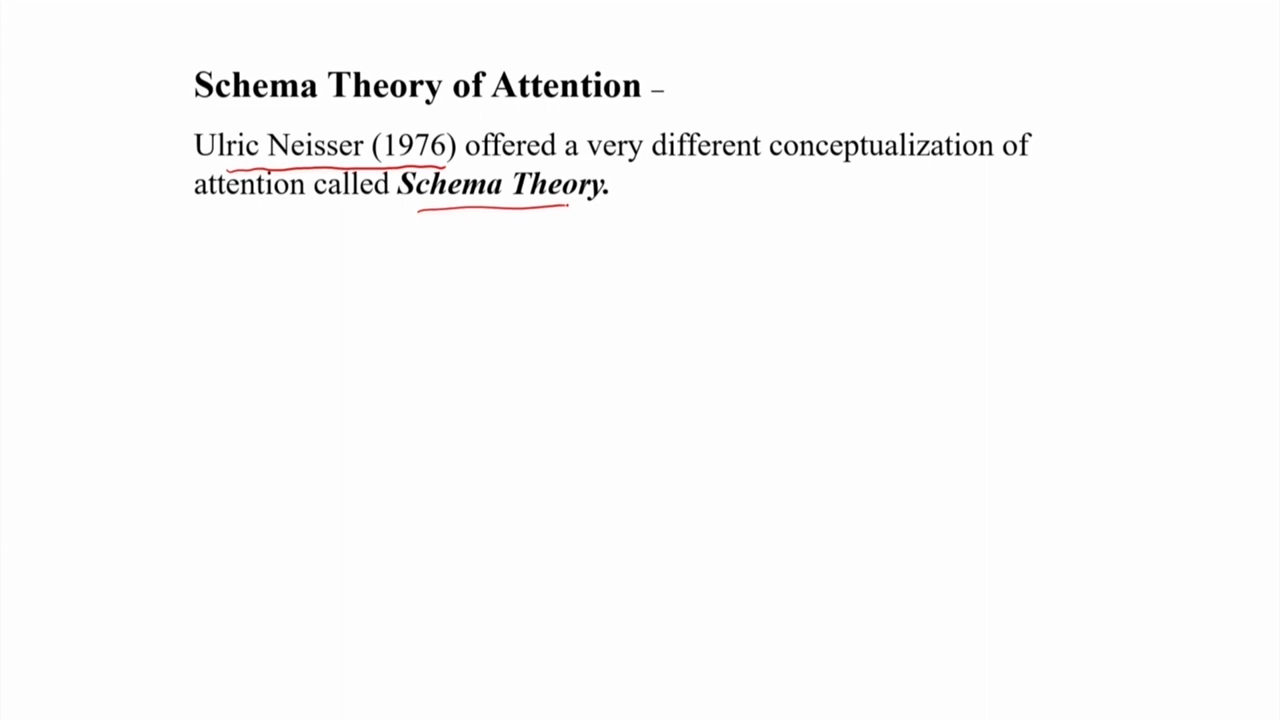 Schema Theory of Attention –
Ulric Neisser (1976) offered a very different conceptualization of
attention called Schema Theory.